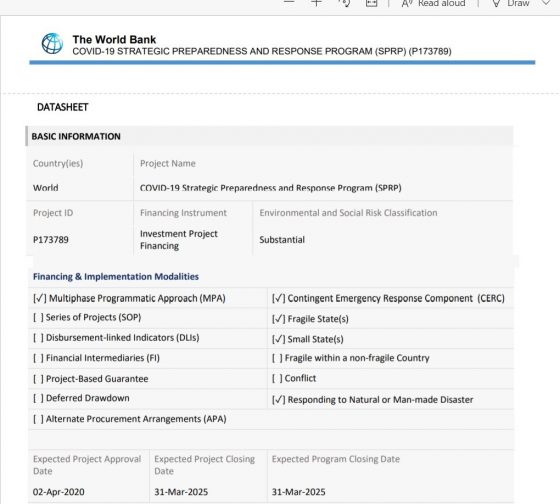 Read aloud
Draw
The World Bank
COVID-19 STRATEGIC PREPAREDNESS AND RESPONSE PROGRAM (SPRP) (P173789)
DATASHEET
BASIC INFORMATION
Country(ies) Project Name
World COVID-19 Strategic Preparedness and Response Program (SPRP)
Project ID Financing Instrument Environmental and Social Risk Classification
P173789 Investment Project Financing Substantial
Financing & Implementation Modalities
[✓] Multiphase Programmatic Approach (MPA) [✓] Contingent Emergency Response Component (CERC)
[ ] Series of Projects (SOP) [✓] Fragile State(s)
[ ] Disbursement-linked Indicators (DLIs) [✓] Small State(s)
[ ] Financial Intermediaries (FI) [ ] Fragile within a non-fragile Country
[ ] Project-Based Guarantee [ ] Conflict
[ ] Deferred Drawdown [✓] Responding to Natural or Man-made Disaster
[ ] Alternate Procurement Arrangements (APA)
Expected Project Approval Date Expected Project Closing Date Expected Program Closing Date
02-Apr-2020 31-Mar-2025 31-Mar-2025